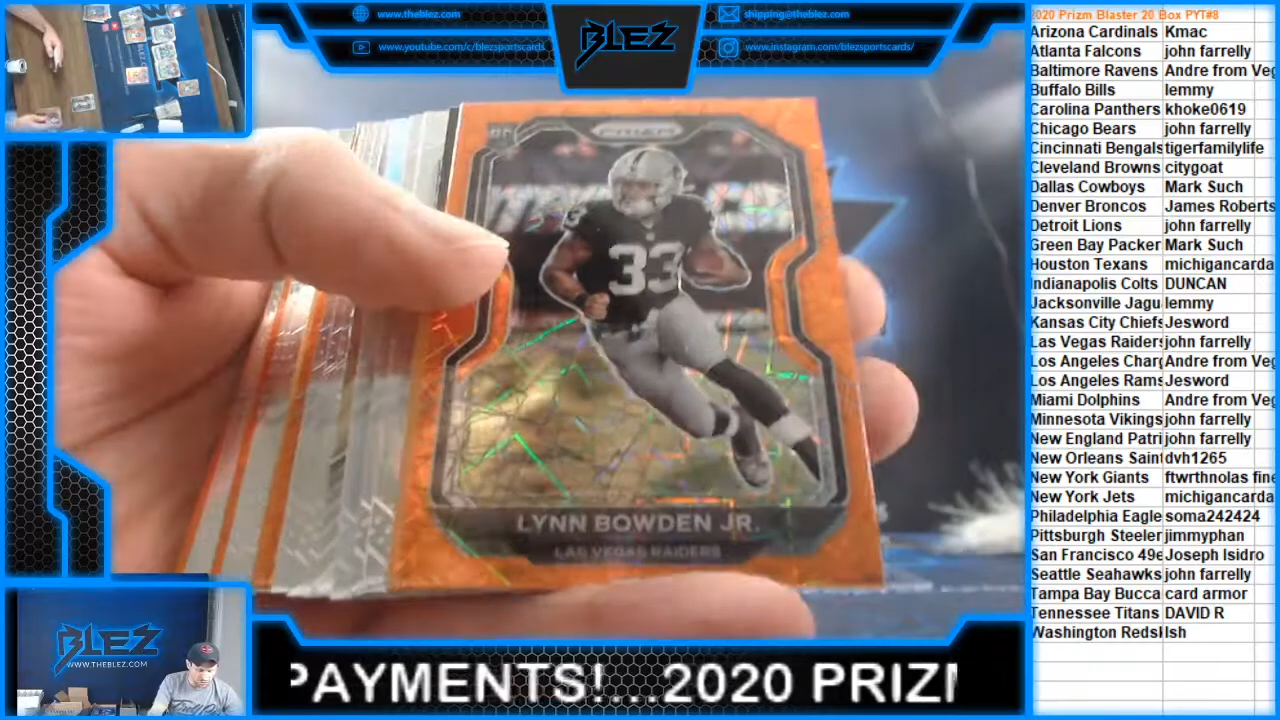 www.theblez.com
shipping@theblez.com
www.youtube.com/c/blezsportscards
www.instagram.com/blezsportscards/
BLEZ
PRIZM
33
LYNN BOWDEN JR.
LAS VEGAS RAIDERS
BLEZ
WWW.THEBLEZ.COM
PAYMENTS!...2020 PRIZ
2020 Prizm Blaster 20 Box PYT#8
Arizona Cardinals Kmac
Atlanta Falcons john farrelly
Baltimore Ravens Andre from Veg
Buffalo Bills lemmy
Carolina Panthers khoke0619
Chicago Bears john farrelly
Cincinnati Bengals tigerfamilylife
Cleveland Browns citygoat
Dallas Cowboys Mark Such
Denver Broncos James Roberts
Detroit Lions john farrelly
Green Bay Packer Mark Such
Houston Texans michigancarda
Indianapolis Colts DUNCAN
Jacksonville Jagu lemmy
Kansas City Chiefs Jesword
Las Vegas Raiders john farrelly
Los Angeles Charg Andre from Veg
Los Angeles Rams Jesword
Miami Dolphins Andre from Veg
Minnesota Vikings john farrelly
New England Patri john farrelly
New Orleans Saint dvh1265
New York Giants ftwrthnolas fine
New York Jets michigancarda
Philadelphia Eagle soma242424
Pittsburgh Steeler jimmyphan
San Francisco 49e Joseph Isidro
Seattle Seahawks john farrelly
Tampa Bay Bucca card armor
Tennessee Titans DAVID R
Washington Redsk Ish